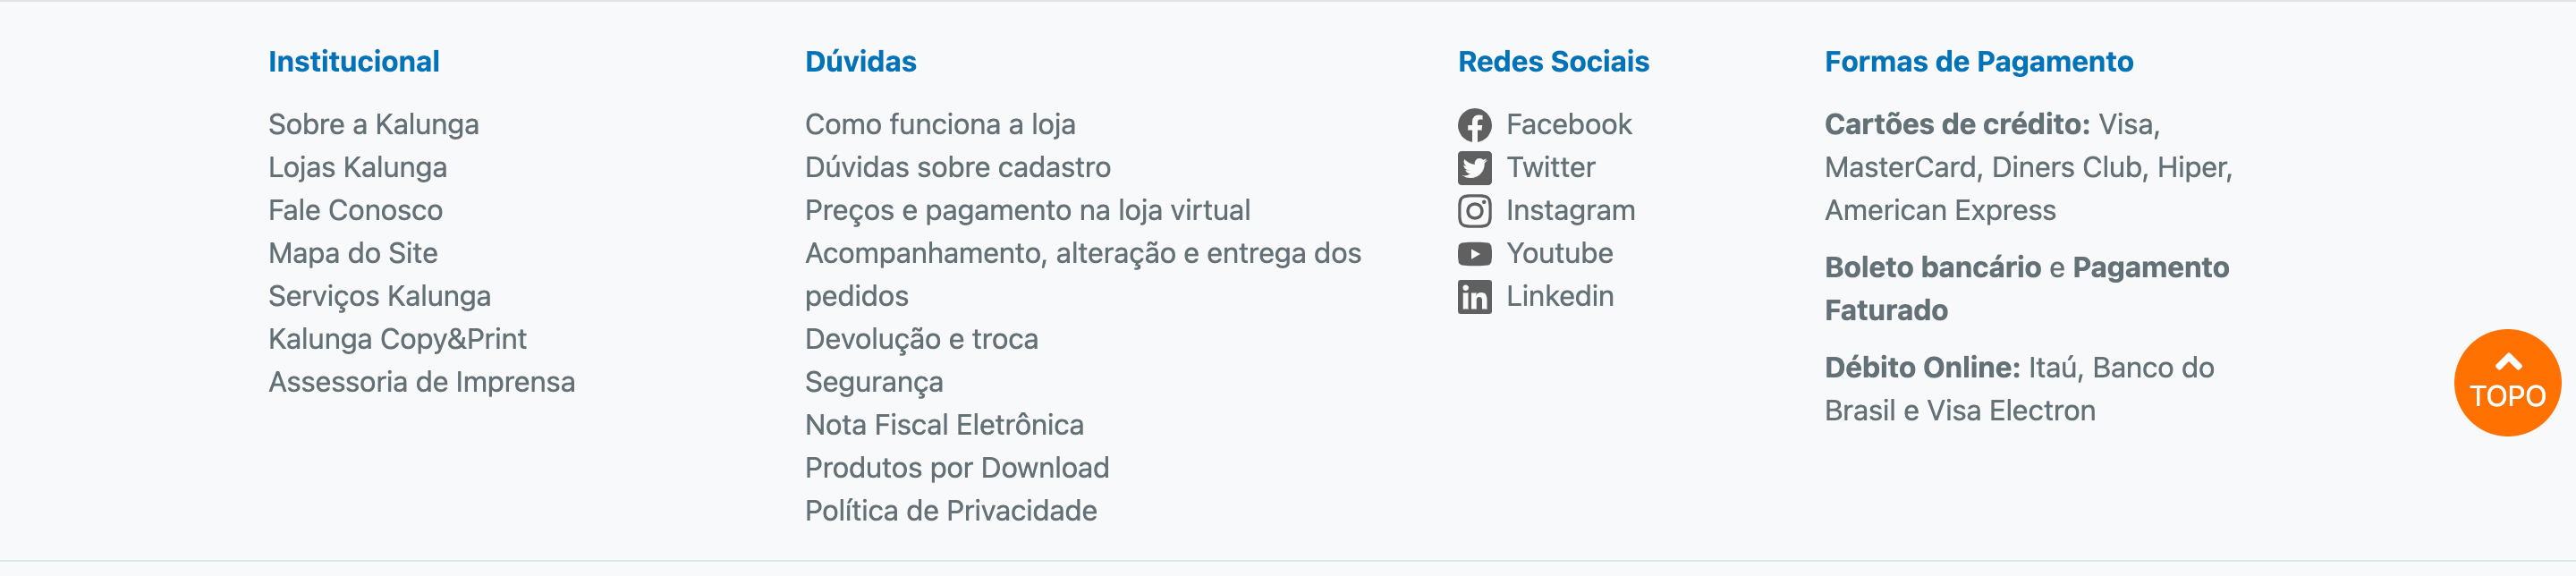 Institucional
Sobre a Kalunga
Lojas Kalunga
Fale Conosco
Mapa do Site
Serviços Kalunga
Kalunga Copy&Print
Assessoria de Imprensa
Dúvidas
Como funciona a loja
Dúvidas sobre cadastro
Preços e pagamento na loja virtual
Acompanhamento, alteração e entrega dos
pedidos
Devolução e troca
Segurança
Nota Fiscal Eletrônica
Produtos por Download
Política de Privacidade
Redes Sociais
Facebook
Twitter
Instagram
Youtube
Linkedin
Formas de Pagamento
Cartões de crédito: Visa,
MasterCard, Diners Club, Hiper,
American Express
Boleto bancário e Pagamento
Faturado
Débito Online: Itaú, Banco do
Brasil e Visa Electron
TOPO